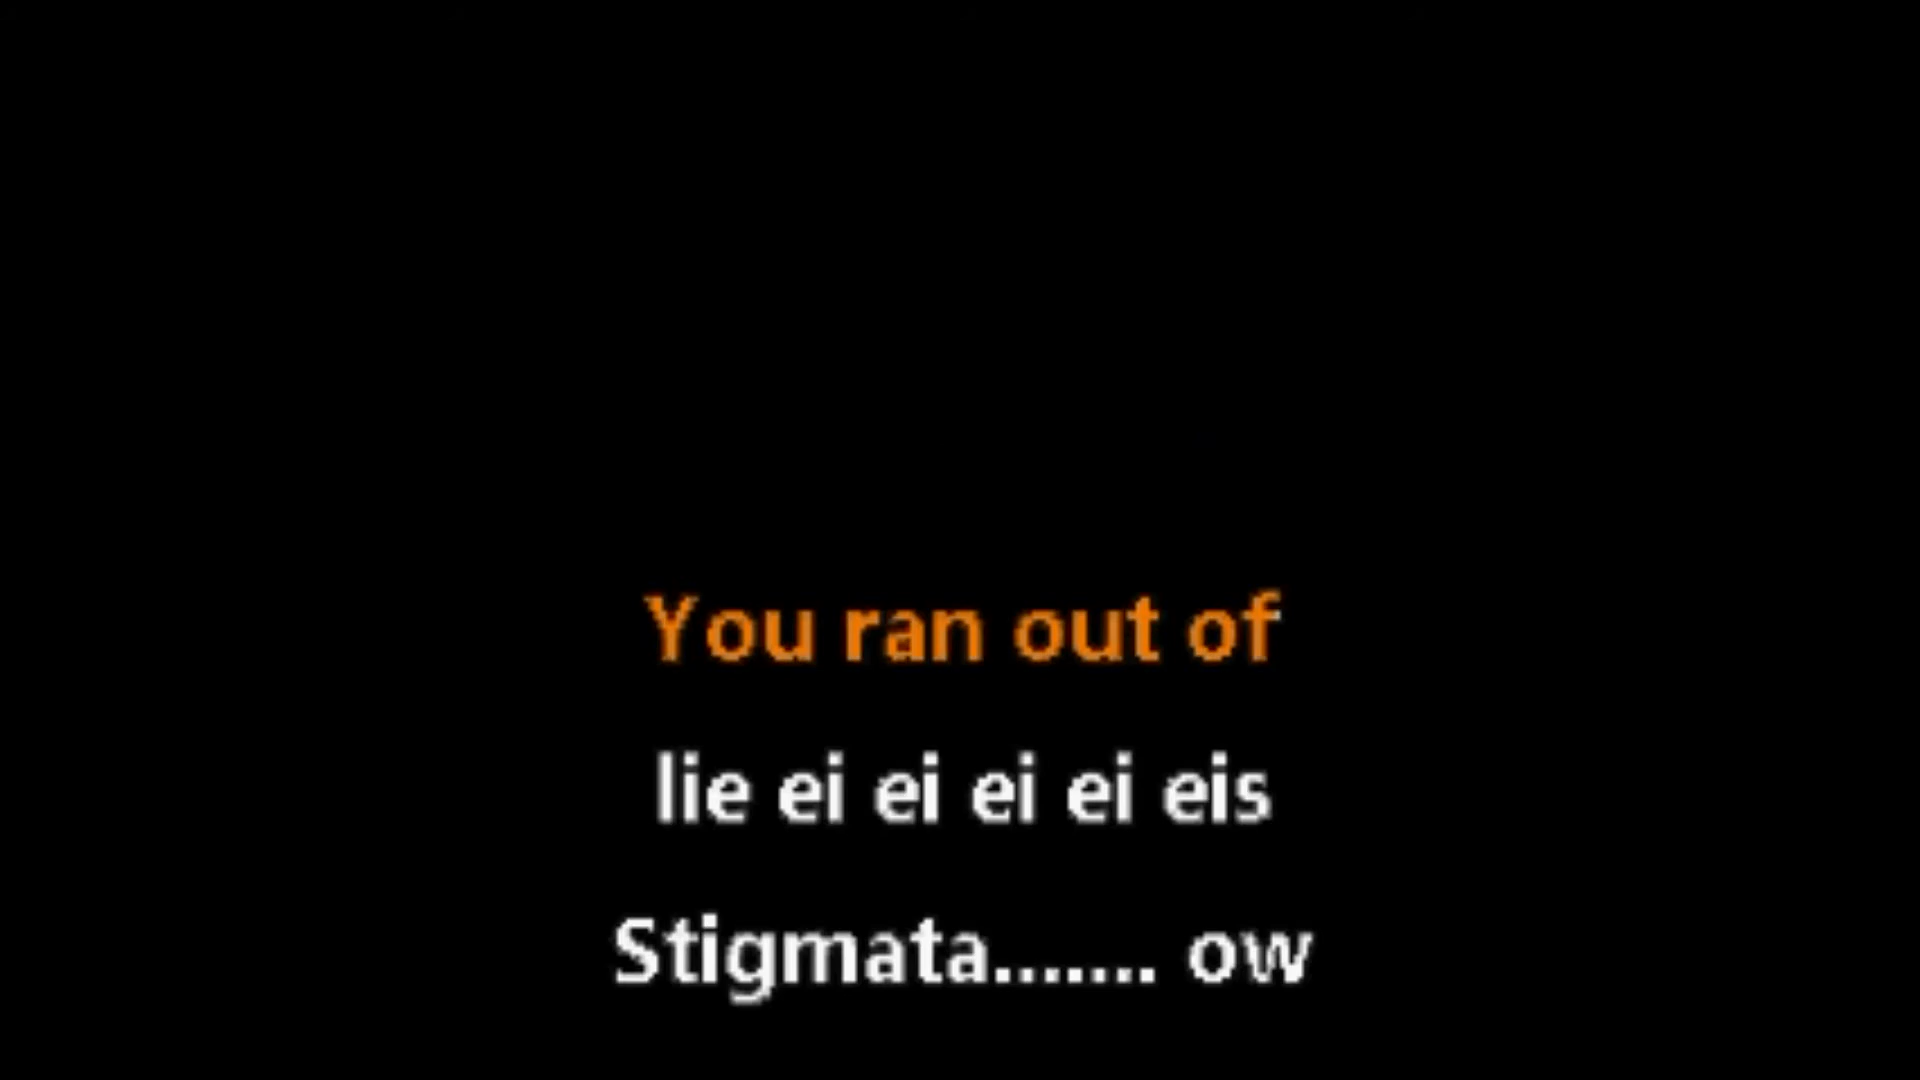 You ran out of
lie ei ei ei ei eis
Stigmata....... ow